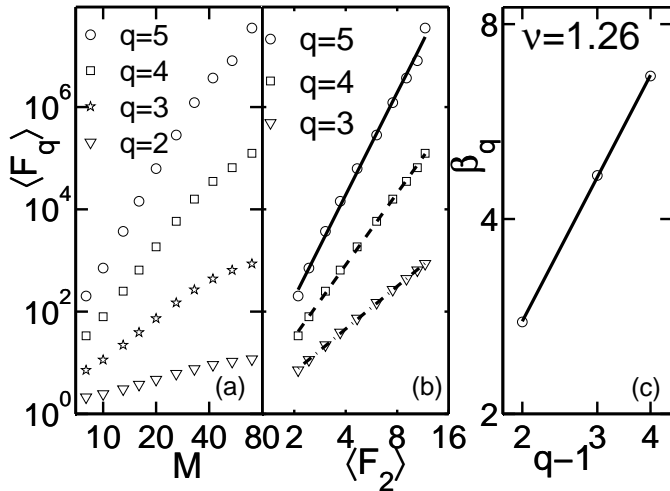 ⟨F_q⟩
10^6
10^4
10^2
10^0
q=5
q=4
q=3
q=2
(a)
10 20 40 80
M
q=5
q=4
q=3
(b)
2 4 8 16
⟨F_2⟩
β_q
8
4
2
ν=1.26
(c)
2 3 4
q−1